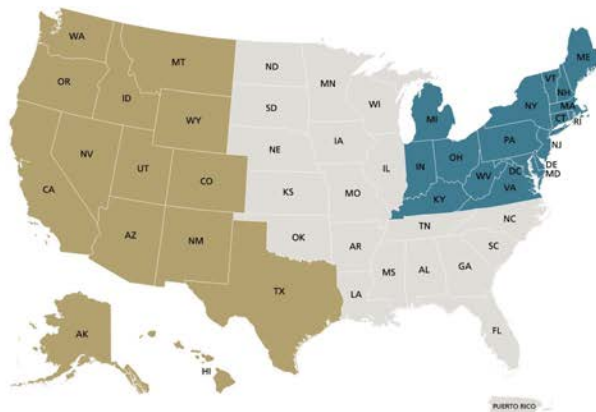 WA
MT
ND
MN
ME
OR
ID
SD
WI
VT
NH
NY
MA
WY
MI
CT
RI
IA
PA
NV
NE
NJ
UT
IL
IN
OH
DE
CA
CO
DC
MD
WV
VA
KS
MO
KY
AZ
NM
OK
AR
TN
NC
SC
MS
AL
GA
TX
LA
AK
FL
HI
PUERTO RICO